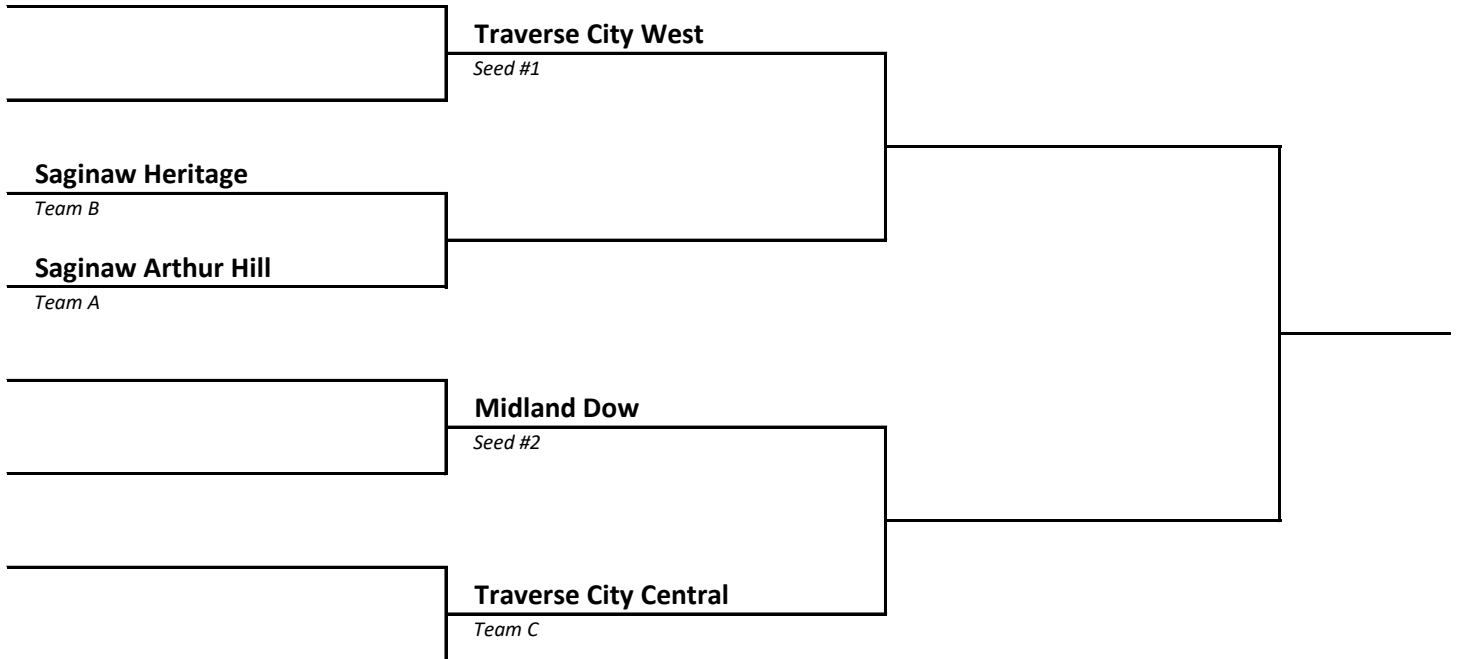 Traverse City West
Seed #1
Saginaw Heritage
Team B
Saginaw Arthur Hill
Team A
Midland Dow
Seed #2
Traverse City Central
Team C